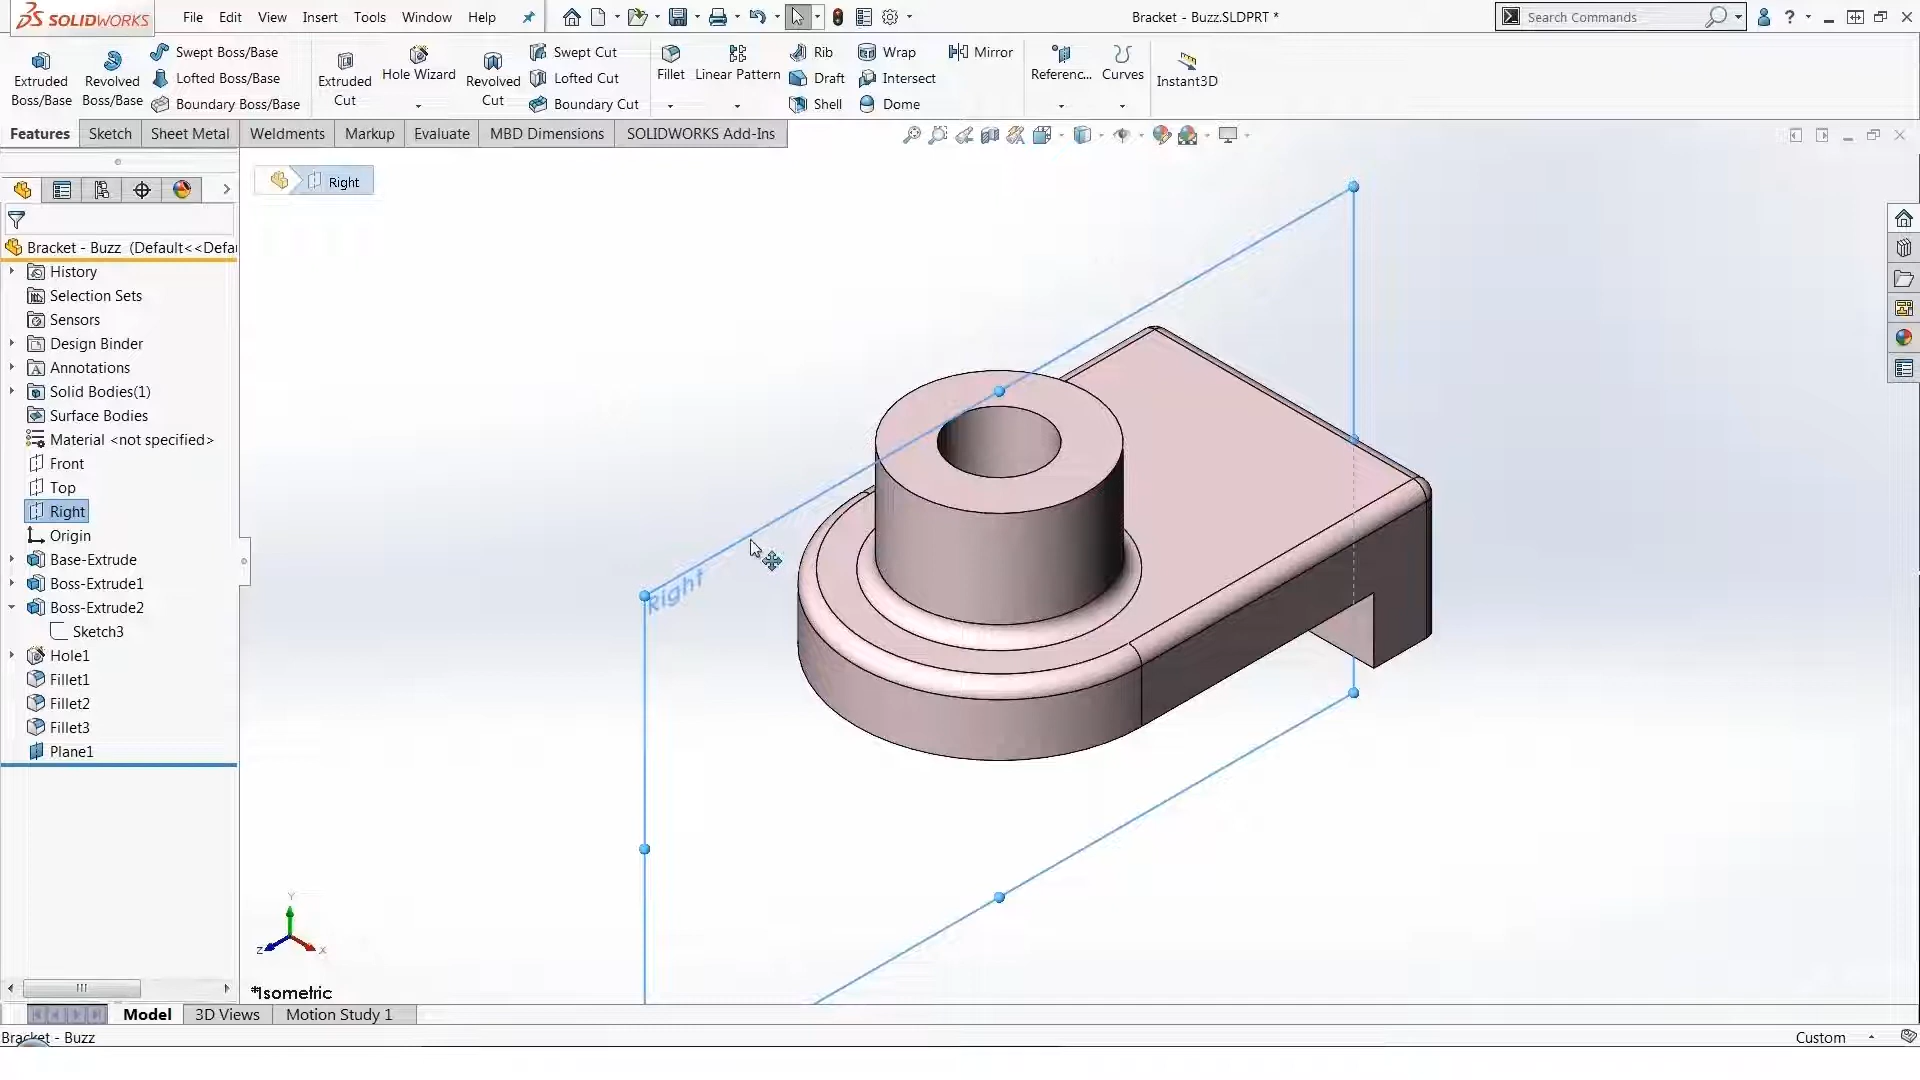 SOLIDWORKS
File Edit View Insert Tools Window Help
Bracket - Buzz.SLDPRT *
Search Commands
Extruded Boss/Base
Revolved Boss/Base
Swept Boss/Base
Lofted Boss/Base
Boundary Boss/Base
Extruded Cut
Hole Wizard
Revolved Cut
Swept Cut
Lofted Cut
Boundary Cut
Fillet
Linear Pattern
Rib
Draft
Shell
Wrap
Intersect
Dome
Mirror
Referenc...
Curves
Instant3D
Features Sketch Sheet Metal Weldments Markup Evaluate MBD Dimensions SOLIDWORKS Add-Ins
Right
Bracket - Buzz (Default<<Defau
History
Selection Sets
Sensors
Design Binder
Annotations
Solid Bodies(1)
Surface Bodies
Material <not specified>
Front
Top
Right
Origin
Base-Extrude
Boss-Extrude1
Boss-Extrude2
Sketch3
Hole1
Fillet1
Fillet2
Fillet3
Plane1
Right
Y
Z
X
*Isometric
Model 3D Views Motion Study 1
Bracket - Buzz
Custom